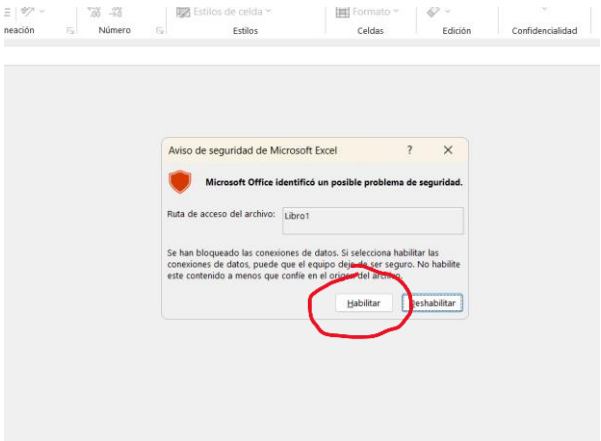 Estilos de celda
Formato
neación
Número
Estilos
Celdas
Edición
Confidencialidad
Aviso de seguridad de Microsoft Excel ? X
Microsoft Office identificó un posible problema de seguridad.
Ruta de acceso del archivo: Libro1
Se han bloqueado las conexiones de datos. Si selecciona habilitar las
conexiones de datos, puede que el equipo deje de ser seguro. No habilite
este contenido a menos que confíe en el origen del archivo.
Habilitar
Deshabilitar